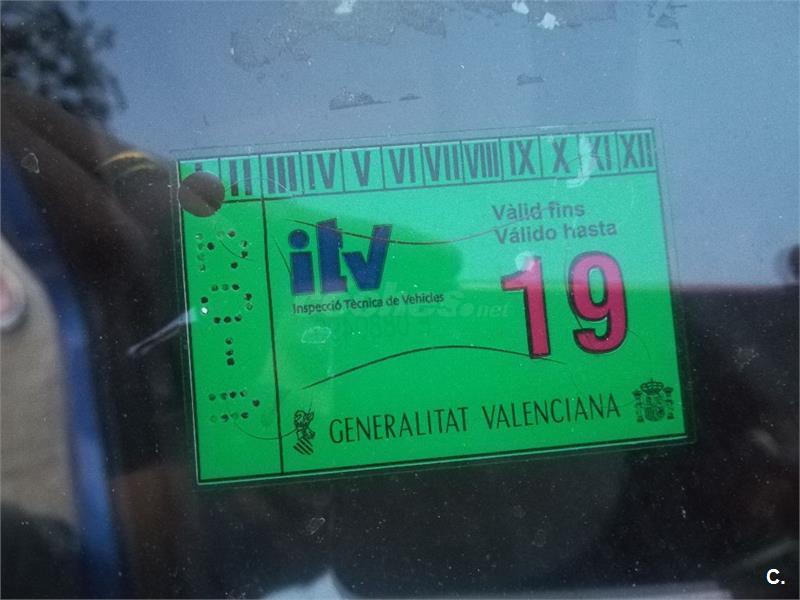 I II III IV V VI VII VIII IX X XI XII
Vàlid fins
Válido hasta
itv
19
Inspecció Tècnica de Vehicles
GENERALITAT VALENCIANA
C.